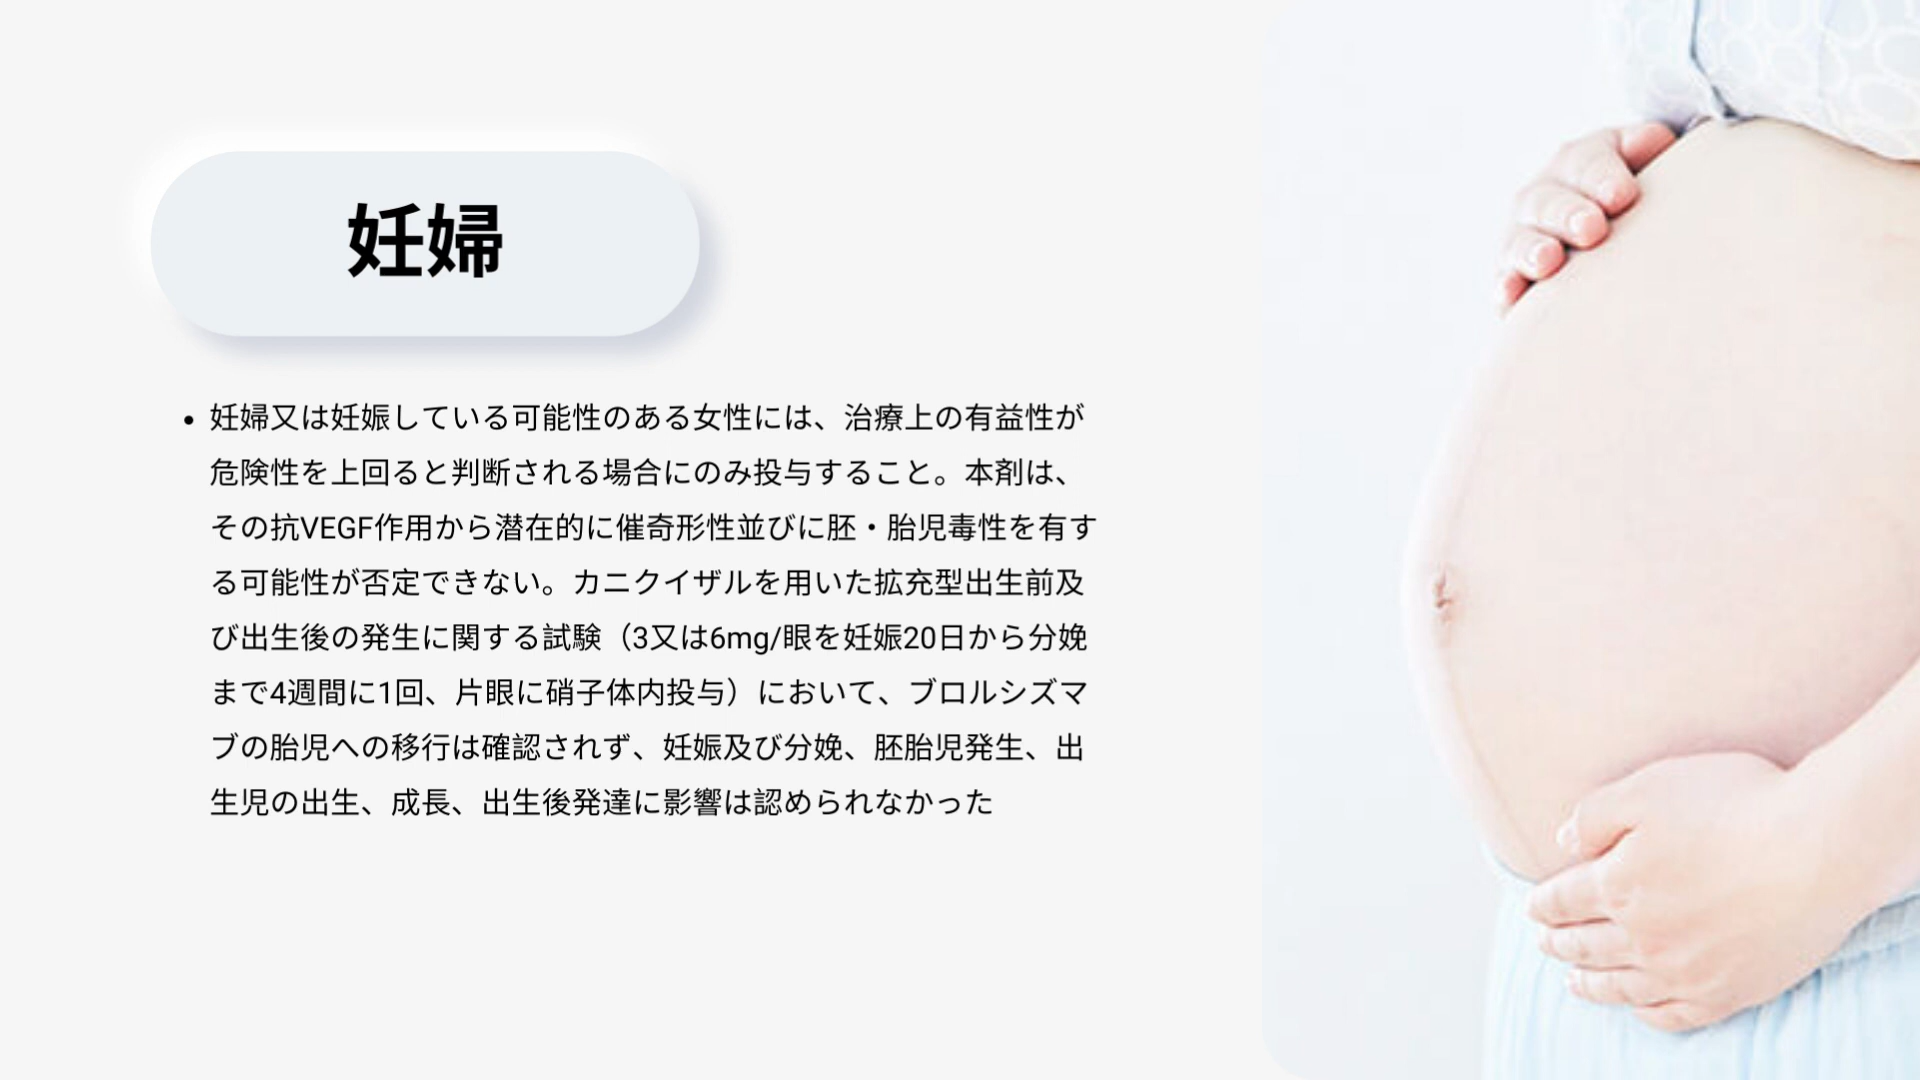 妊婦
• 妊婦又は妊娠している可能性のある女性には、治療上の有益性が
危険性を上回ると判断される場合にのみ投与すること。本剤は、
その抗VEGF作用から潜在的に催奇形性並びに胚・胎児毒性を有す
る可能性が否定できない。カニクイザルを用いた拡充型出生前及
び出生後の発生に関する試験（3又は6mg/眼を妊娠20日から分娩
まで4週間に1回、片眼に硝子体内投与）において、ブロルシズマ
ブの胎児への移行は確認されず、妊娠及び分娩、胚胎児発生、出
生児の出生、成長、出生後発達に影響は認められなかった